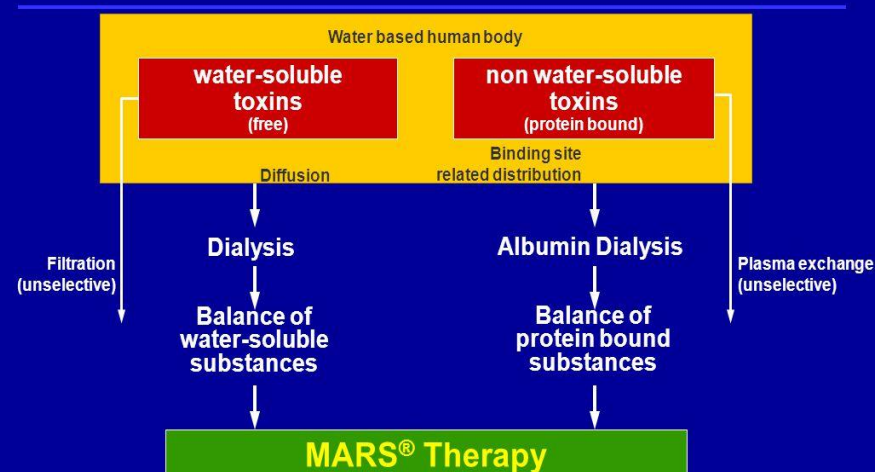 Water based human body
water-soluble
toxins
(free)
non water-soluble
toxins
(protein bound)
Diffusion
Binding site
related distribution
Filtration
(unselective)
Dialysis
Albumin Dialysis
Plasma exchange
(unselective)
Balance of
water-soluble
substances
Balance of
protein bound
substances
MARS® Therapy